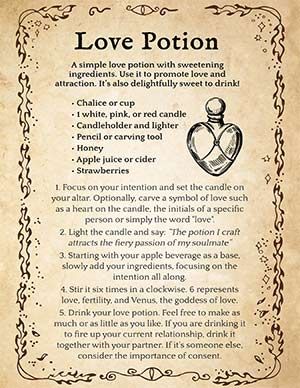 Love Potion
A simple love potion with sweetening
ingredients. Use it to promote love and
attraction. It's also delightfully sweet to drink!
• Chalice or cup
• 1 white, pink, or red candle
• Candleholder and lighter
• Pencil or carving tool
• Honey
• Apple juice or cider
• Strawberries
1. Focus on your intention and set the candle on
your altar. Optionally, carve a symbol of love such
as a heart on the candle, the initials of a specific
person or simply the word "love".
2. Light the candle and say: "The potion I craft
attracts the fiery passion of my soulmate"
3. Starting with your apple beverage as a base,
slowly add your ingredients, focusing on the
intention all along.
4. Stir it six times in a clockwise. 6 represents
love, fertility, and Venus, the goddess of love.
5. Drink your love potion. Feel free to make as
much or as little as you like. If you are drinking it
to fire up your current relationship, drink it
together with your partner. If it's someone else,
consider the importance of consent.